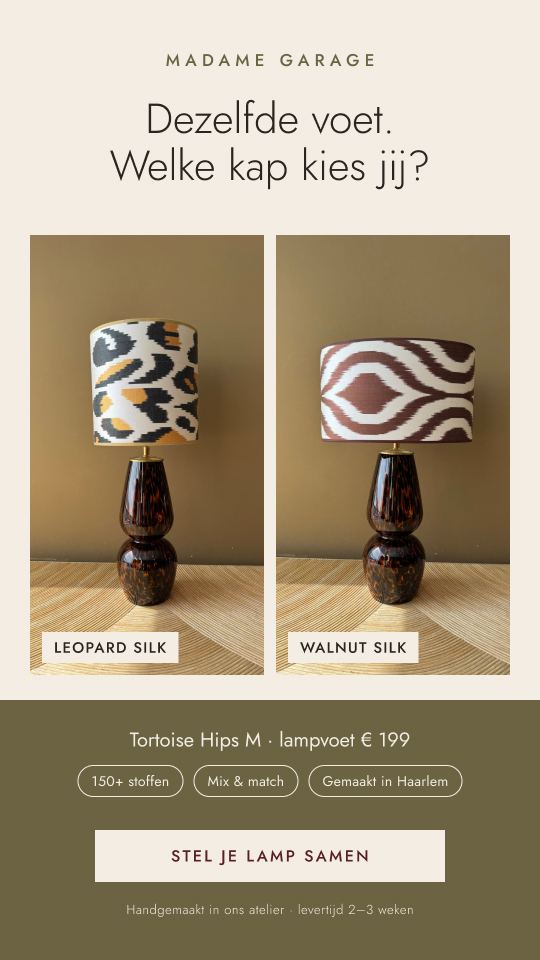 MADAME GARAGE
Dezelfde voet.
Welke kap kies jij?
LEOPARD SILK
WALNUT SILK
Tortoise Hips M · lampvoet € 199
150+ stoffen
Mix & match
Gemaakt in Haarlem
STEL JE LAMP SAMEN
Handgemaakt in ons atelier · levertijd 2–3 weken